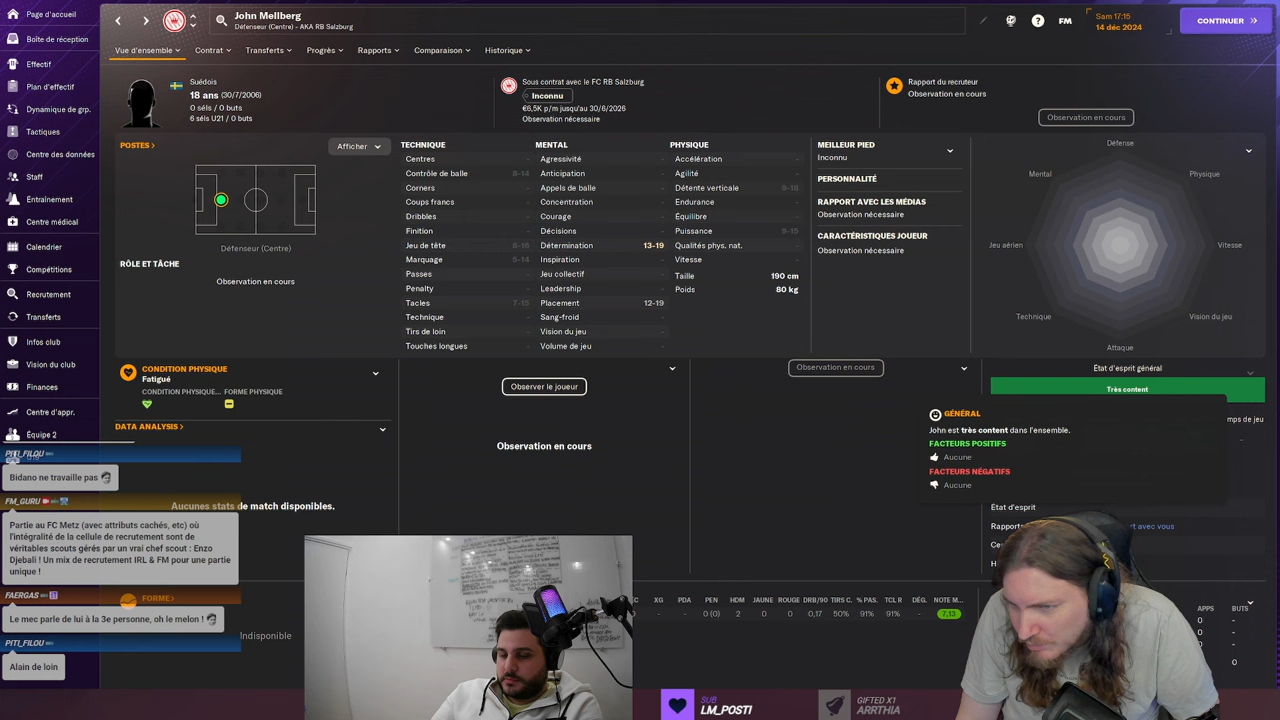 Page d'accueil
Boîte de réception
Effectif
Plan d'effectif
Dynamique de grp.
Tactiques
Centre des données
Staff
Entrainement
Centre médical
Calendrier
Compétitions
Recrutement
Transferts
Infos club
Vision du club
Finances
Centre d'appr.
Équipe 2
John Mellberg
Défenseur (Centre) - AKA RB Salzburg
FM
Sam 17:15
14 déc 2024
CONTINUER
Vue d'ensemble
Contrat
Transferts
Progrès
Rapports
Comparaison
Historique
Suédois
18 ans (30/7/2006)
0 séls / 0 buts
6 séls U21 / 0 buts
Sous contrat avec le FC RB Salzburg
Inconnu
€6,5K p/m jusqu'au 30/6/2026
Observation nécessaire
Rapport du recruteur
Observation en cours
Observation en cours
POSTES
Afficher
Défenseur (Centre)
RÔLE ET TÂCHE
Observation en cours
TECHNIQUE
Centres -
Contrôle de balle 8-14
Corners -
Coups francs -
Dribbles -
Finition -
Jeu de tête 8-16
Marquage 5-14
Passes -
Penalty -
Tacles 7-15
Technique -
Tirs de loin -
Touches longues -
MENTAL
Agressivité -
Anticipation -
Appels de balle -
Concentration -
Courage -
Décisions -
Détermination 13-19
Inspiration -
Jeu collectif -
Leadership -
Placement 12-19
Sang-froid -
Vision du jeu -
Volume de jeu -
PHYSIQUE
Accélération -
Agilité -
Détente verticale 9-18
Endurance -
Équilibre -
Puissance 9-19
Qualités phys. nat. -
Vitesse -
Taille 190 cm
Poids 80 kg
MEILLEUR PIED
Inconnu
PERSONNALITÉ
RAPPORT AVEC LES MÉDIAS
Observation nécessaire
CARACTÉRISTIQUES JOUEUR
Observation nécessaire
Défense
Mental
Physique
Jeu aérien
Vitesse
Technique
Vision du jeu
Attaque
CONDITION PHYSIQUE
Fatigué
CONDITION PHYSIQUE... FORME PHYSIQUE
DATA ANALYSIS
Aucunes stats de match disponibles.
Observer le joueur
Observation en cours
Observation en cours
État d'esprit général
Très content
mps de jeu
GÉNÉRAL
John est très content dans l'ensemble.
FACTEURS POSITIFS
Aucune
FACTEURS NÉGATIFS
Aucune
État d'esprit
Rapports
ort avec vous
PITI_FILOU
Bidano ne travaille pas
FM_GURU
Partie au FC Metz (avec attributs cachés, etc) où
l'intégralité de la cellule de recrutement sont de
véritables scouts gérés par un vrai chef scout : Enzo
Djebali ! Un mix de recrutement IRL & FM pour une partie
unique !
FAERGAS
FORME
Le mec parle de lui à la 3e personne, oh le melon !
PITI_FILOU
Indisponible
Alain de loin
XG PDA PEN HDM JAUNE ROUGE DRB/90 TIRS C. % PAS. TCL R DÉG. NOTE M...
- - 0 (0) 2 0 0 0,17 50% 91% 91% - 7,13
APPS BUTS
0 -
0 -
0 -
0
SUB
LM_POSTI
GIFTED X1
ARRTHIA